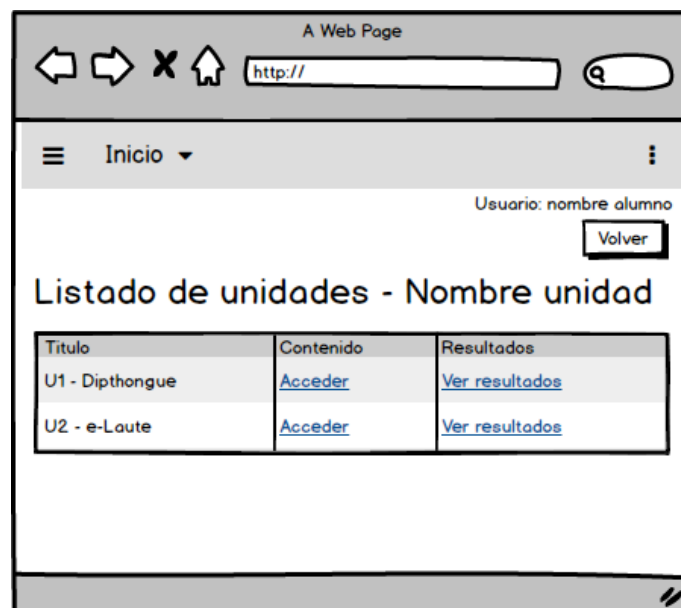 A Web Page
http://
Inicio
Usuario: nombre alumno
Volver
Listado de unidades - Nombre unidad
Titulo Contenido Resultados
U1 - Dipthongue Acceder Ver resultados
U2 - e-Laute Acceder Ver resultados